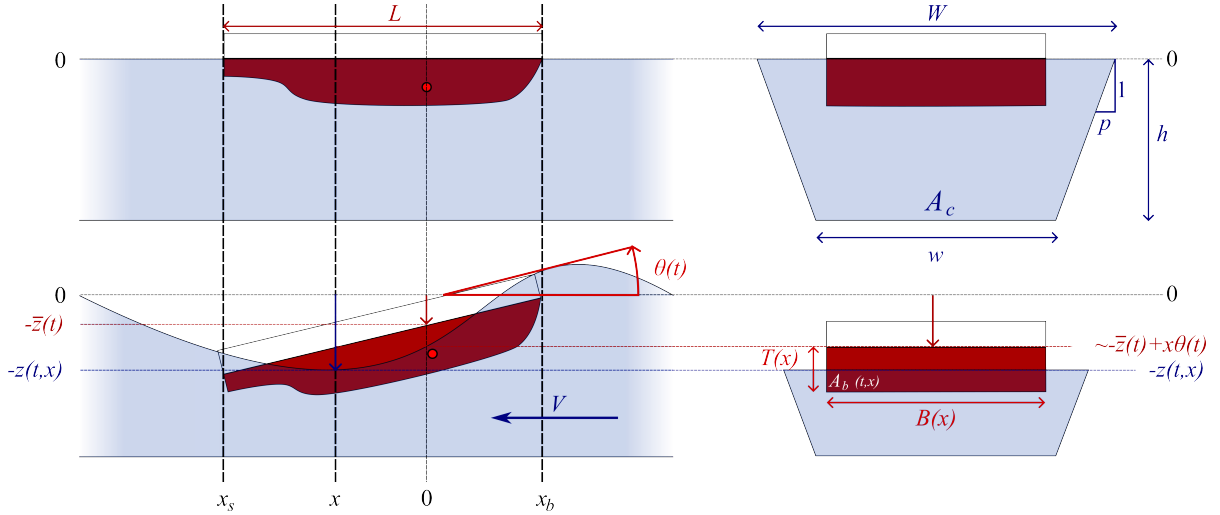 L
W
0
0
1
p
h
A_c
w
θ(t)
0
0
-z̅(t)
T(x)
~-z̅(t)+xθ(t)
-z(t,x)
-z(t,x)
A_b (t,x)
V
B(x)
x_s
x
0
x_b